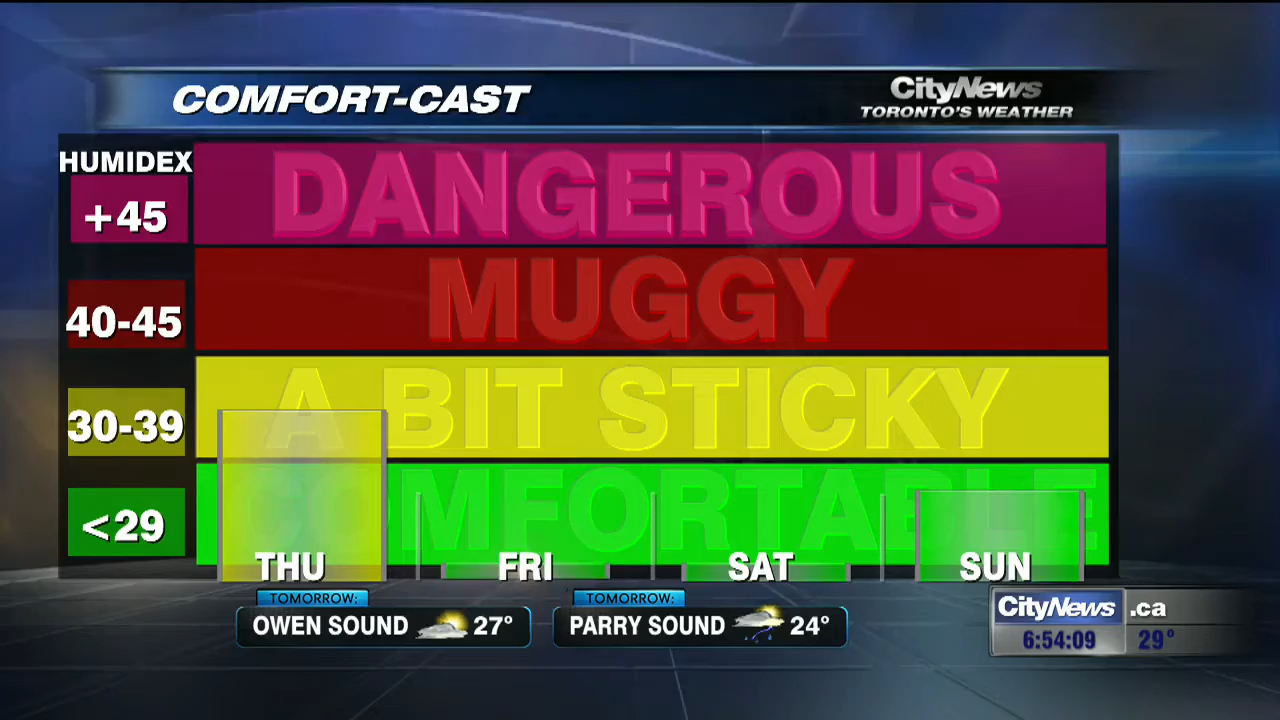 COMFORT-CAST
CityNews
TORONTO'S WEATHER
HUMIDEX
+45
DANGEROUS
40-45
MUGGY
30-39
A BIT STICKY
<29
COMFORTABLE
THU
FRI
SAT
SUN
TOMORROW:
OWEN SOUND 27°
TOMORROW:
PARRY SOUND 24°
CityNews .ca
6:54:09 29°